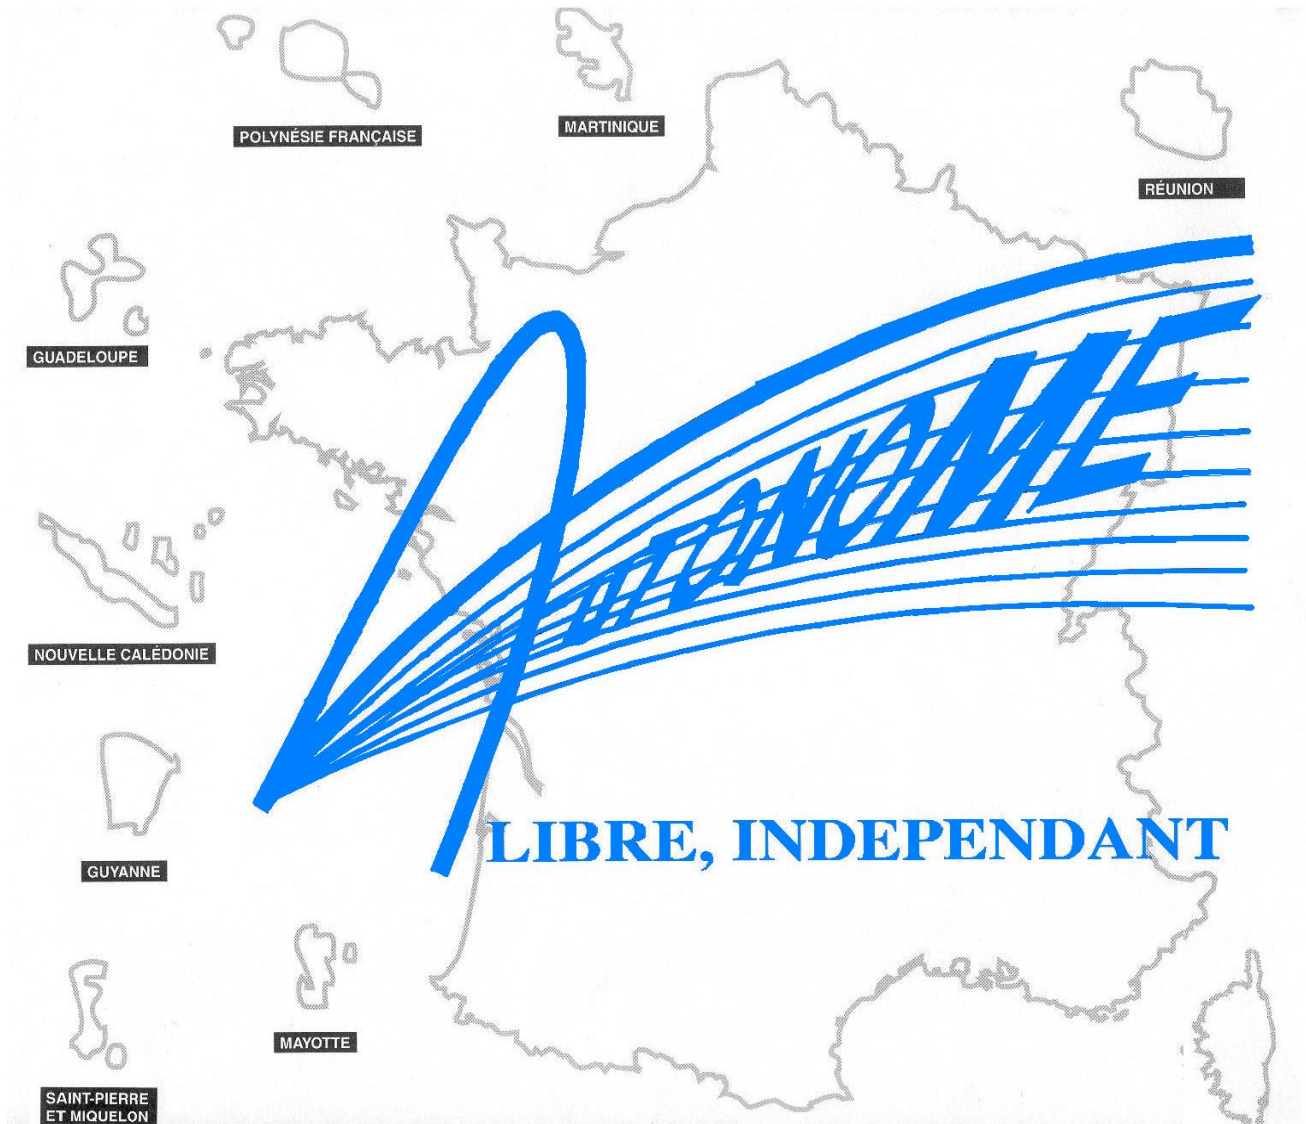 POLYNÉSIE FRANÇAISE
MARTINIQUE
RÉUNION
GUADELOUPE
AUTONOME
NOUVELLE CALÉDONIE
LIBRE, INDEPENDANT
GUYANNE
MAYOTTE
SAINT-PIERRE
ET MIQUELON